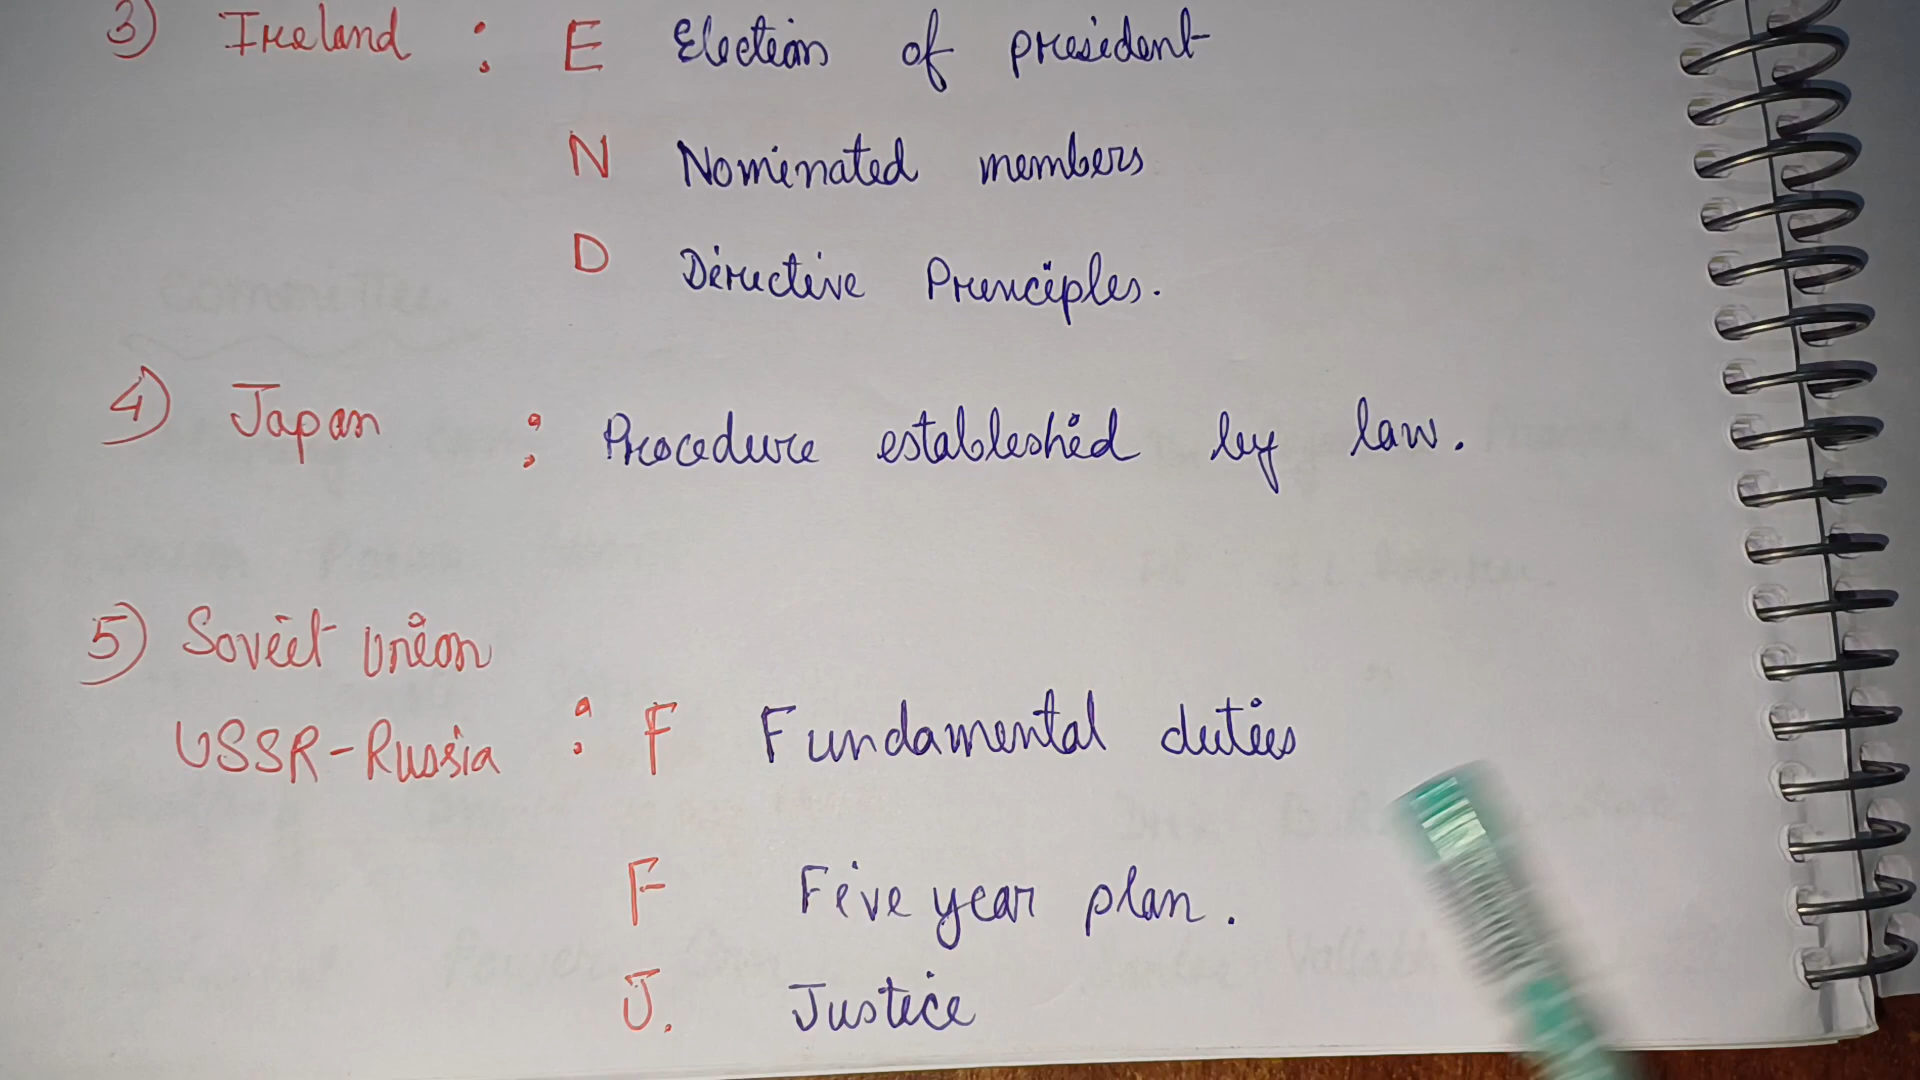 3) Ireland : E Election of president
N Nominated members
D Directive Principles.
4) Japan : Procedure established by law.
5) Soviet Union
USSR-Russia : F Fundamental duties
F Five year plan.
J. Justice